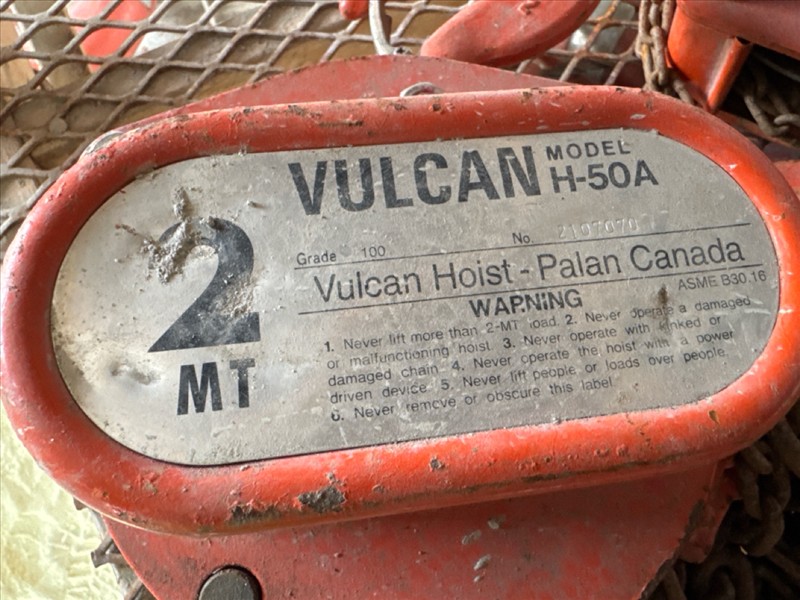 VULCAN MODEL H-50A
2 MT
Grade 100 No. 2107070
Vulcan Hoist - Palan Canada
WARNING ASME B30.16
1. Never lift more than 2-MT load. 2. Never operate a damaged
or malfunctioning hoist. 3. Never operate with kinked or
damaged chain 4. Never operate the hoist with a power
driven device. 5. Never lift people or loads over people.
6. Never remove or obscure this label.